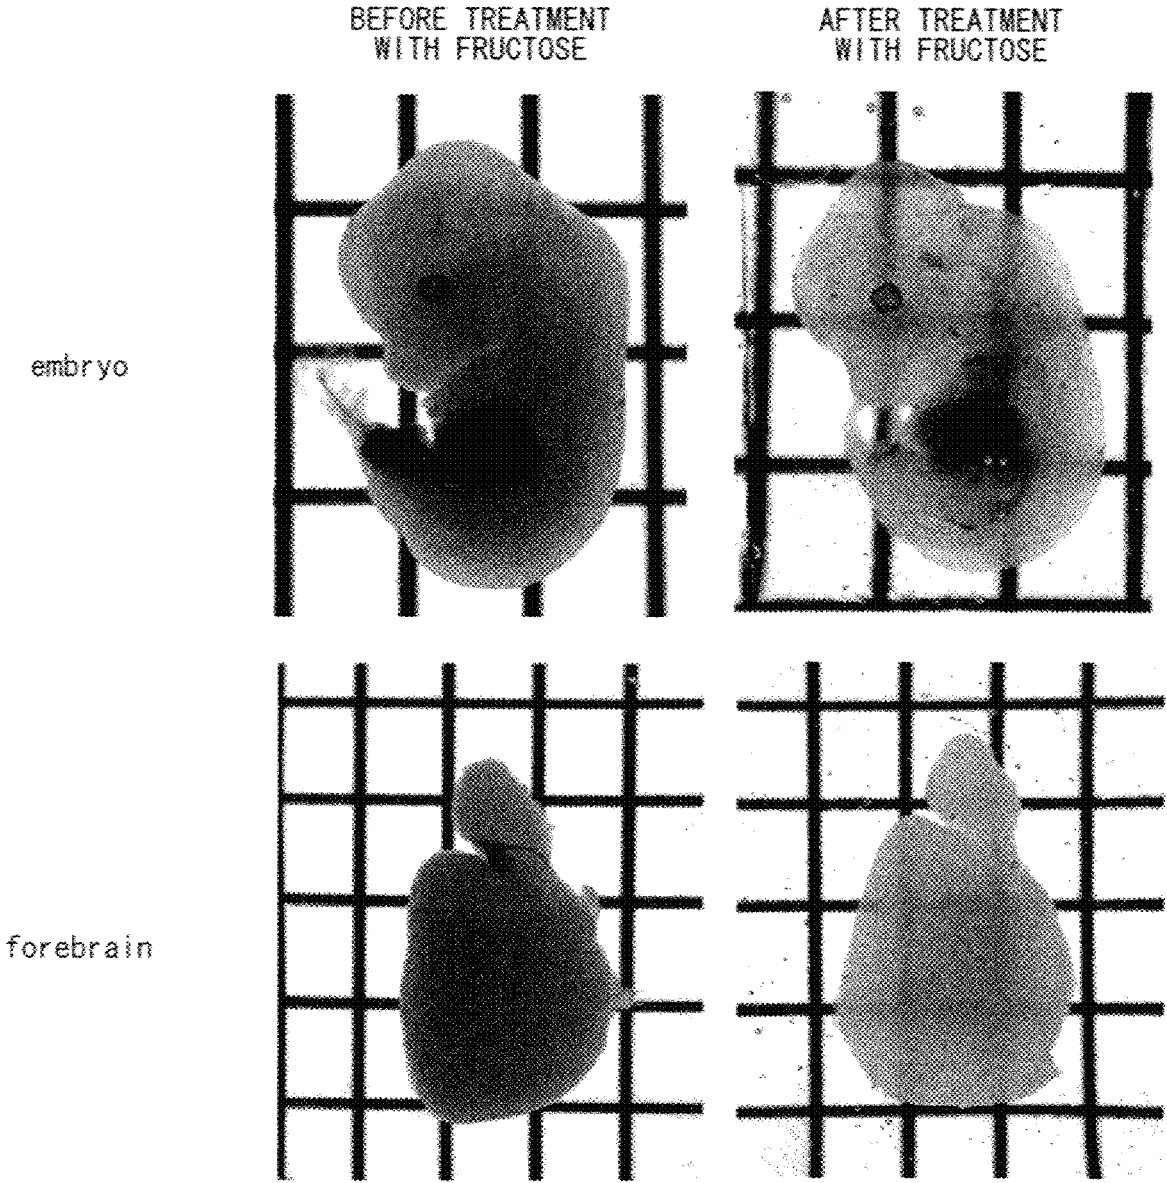 BEFORE TREATMENT
WITH FRUCTOSE
AFTER TREATMENT
WITH FRUCTOSE
embryo
forebrain